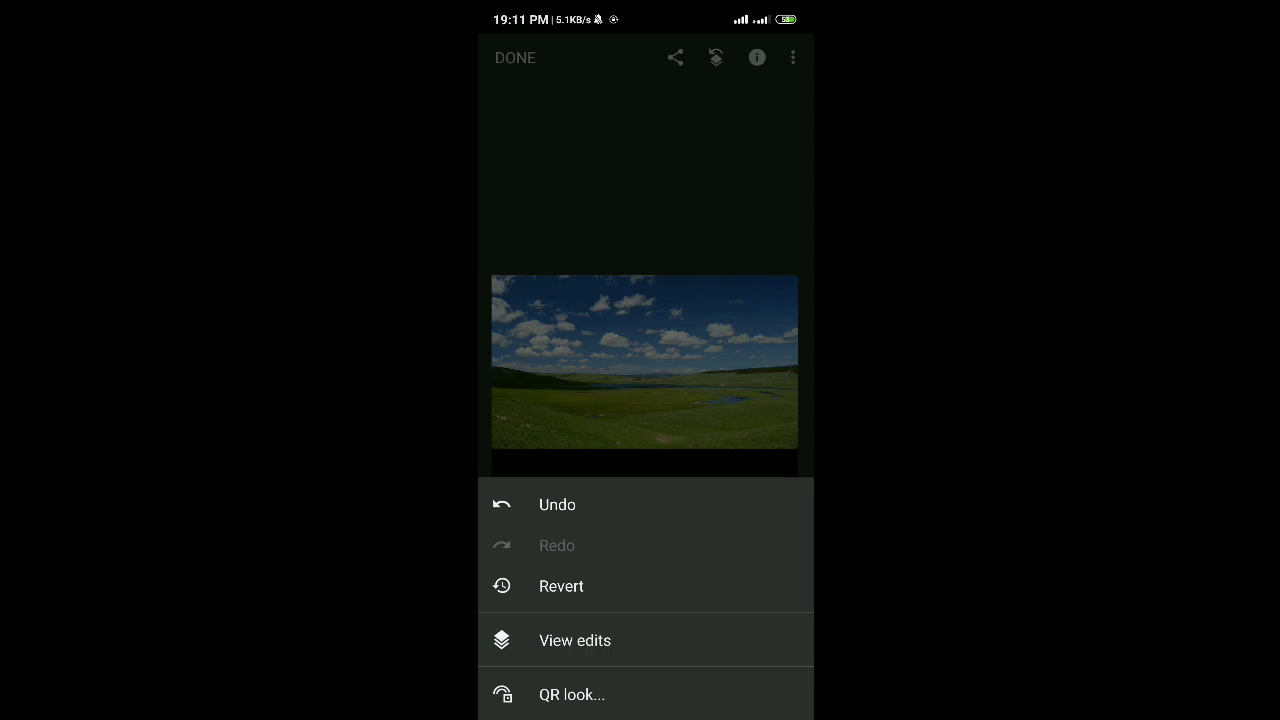 19:11 PM | 5.1KB/s
DONE
Undo
Redo
Revert
View edits
QR look...